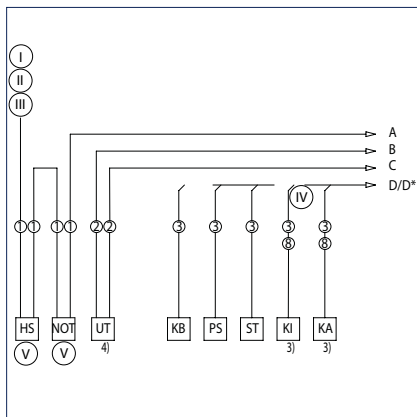 I
II
III
A
B
C
D/D*
IV
1 1 1 1 2 2 3 3 3 3 3
8 8
HS NOT UT KB PS ST KI KA
V V 4) 3) 3)